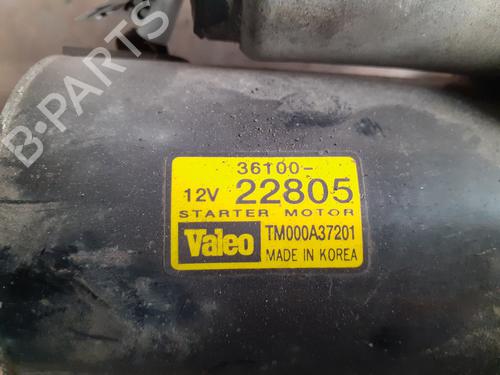 B-PARTS
36100-
12V 22805
STARTER MOTOR
Valeo TM000A37201
MADE IN KOREA